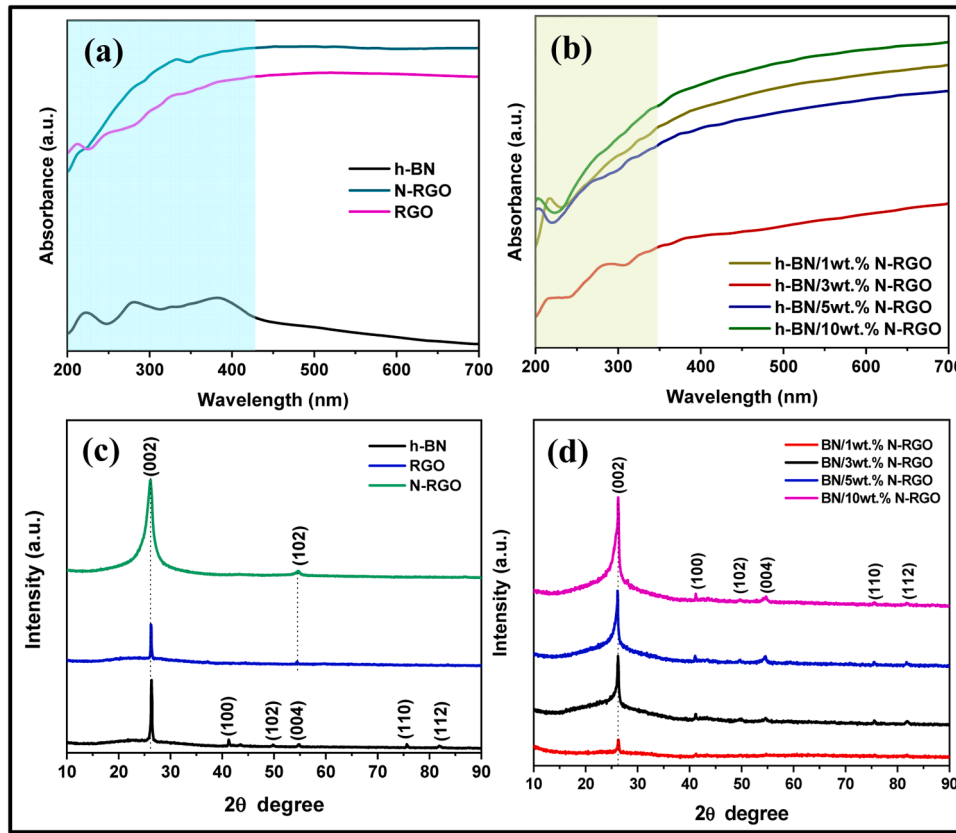 (a)
Absorbance (a.u.)
h-BN
N-RGO
RGO
200 300 400 500 600 700
Wavelength (nm)
(b)
Absorbance (a.u.)
h-BN/1wt.% N-RGO
h-BN/3wt.% N-RGO
h-BN/5wt.% N-RGO
h-BN/10wt.% N-RGO
200 300 400 500 600 700
Wavelength (nm)
(c)
Intensity (a.u.)
h-BN
RGO
N-RGO
(002)
(102)
(100)
(102)
(004)
(110)
(112)
10 20 30 40 50 60 70 80 90
2θ degree
(d)
Intensity (a.u.)
BN/1wt.% N-RGO
BN/3wt.% N-RGO
BN/5wt.% N-RGO
BN/10wt.% N-RGO
(002)
(100)
(102)
(004)
(110)
(112)
10 20 30 40 50 60 70 80 90
2θ degree